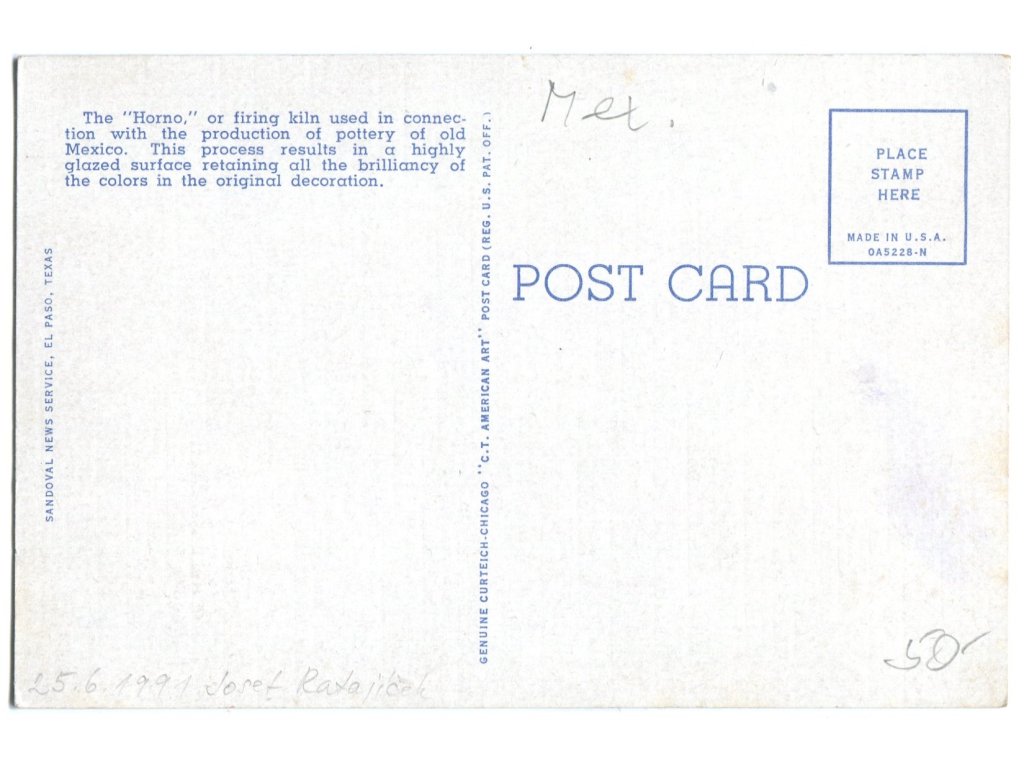 The "Horno," or firing kiln used in connec-
tion with the production of pottery of old
Mexico. This process results in a highly
glazed surface retaining all the brilliancy of
the colors in the original decoration.
SANDOVAL NEWS SERVICE, EL PASO, TEXAS
25.6.1991 Josef Ratajíček
GENUINE CURTEICH-CHICAGO "C.T. AMERICAN ART" POST CARD (REG. U.S. PAT. OFF.)
Mex.
PLACE
STAMP
HERE
MADE IN U.S.A.
0A5228-N
POST CARD
50-